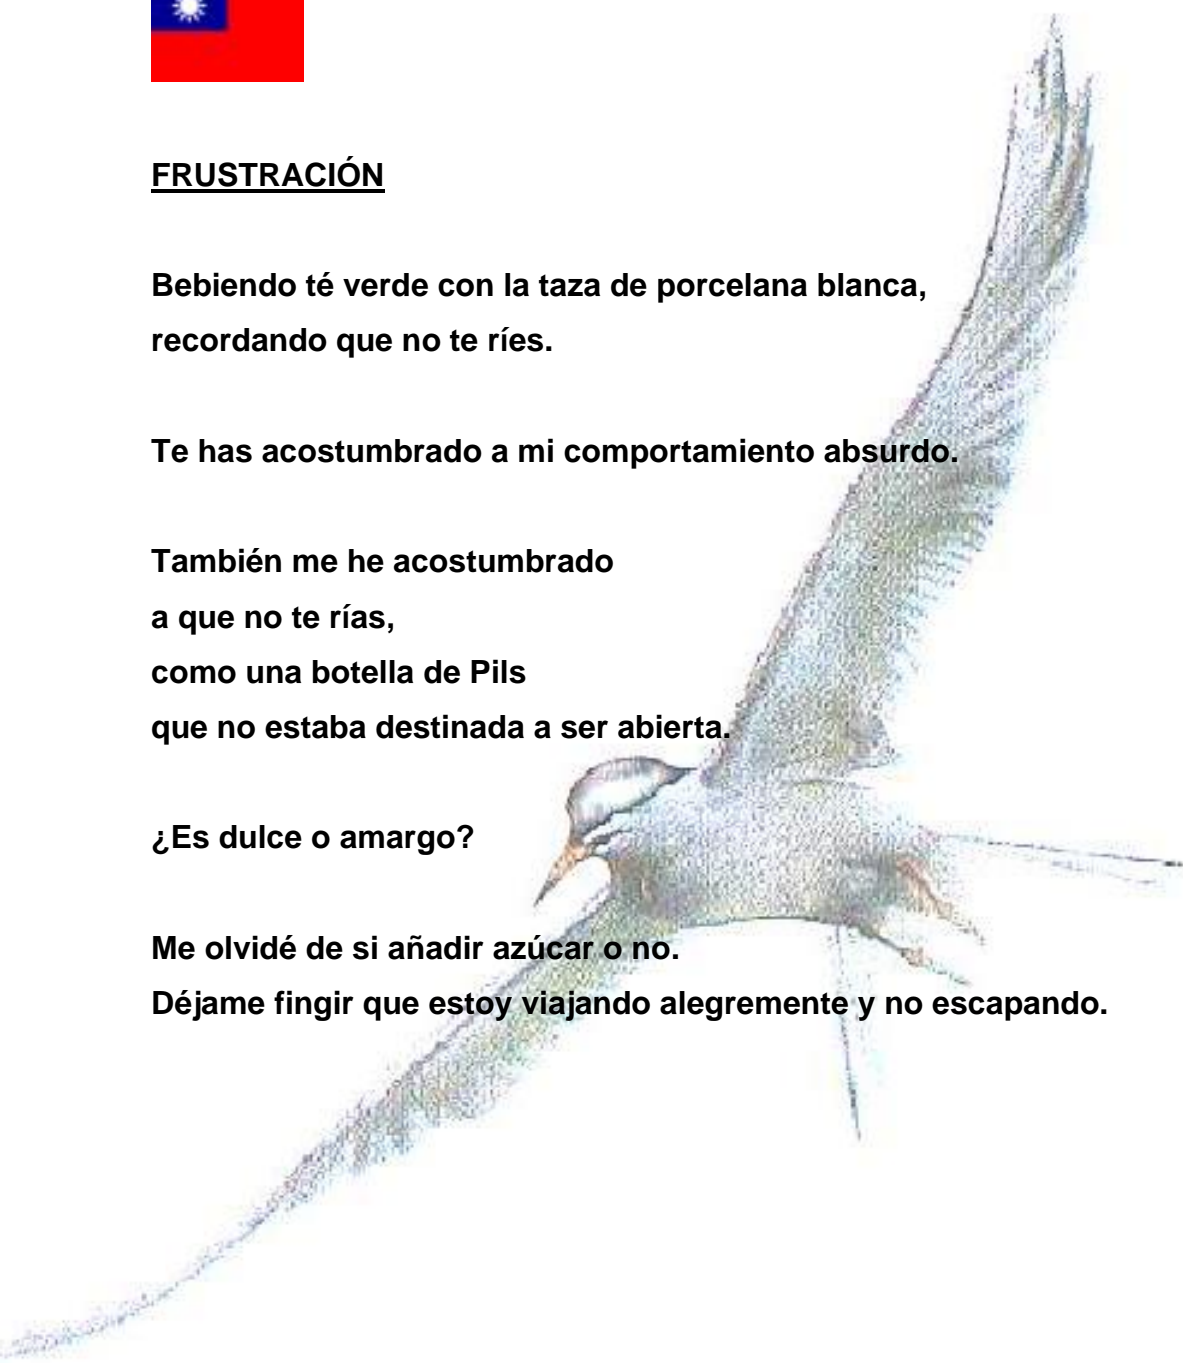 FRUSTRACIÓN
Bebiendo té verde con la taza de porcelana blanca,
recordando que no te ríes.
Te has acostumbrado a mi comportamiento absurdo.
También me he acostumbrado
a que no te rías,
como una botella de Pils
que no estaba destinada a ser abierta.
¿Es dulce o amargo?
Me olvidé de si añadir azúcar o no.
Déjame fingir que estoy viajando alegremente y no escapando.